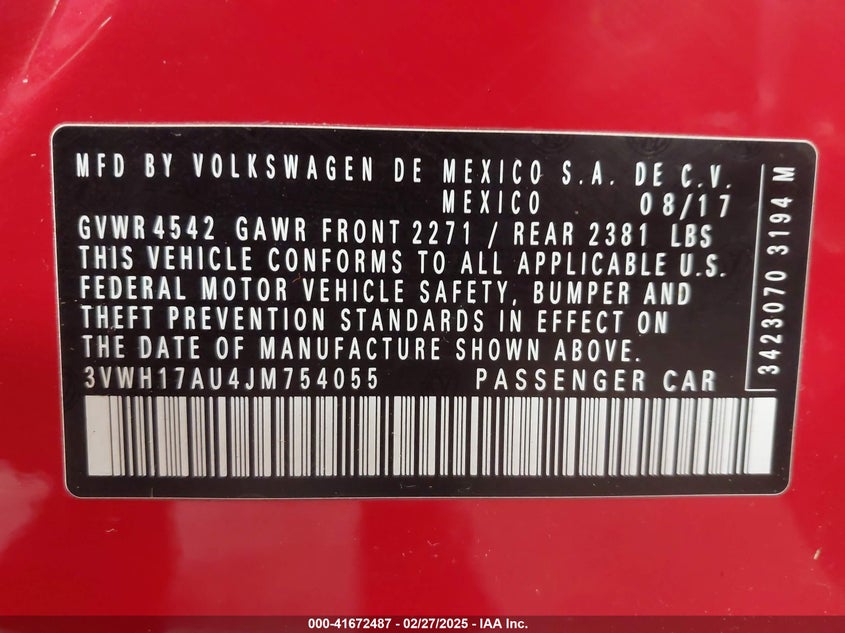 MFD BY VOLKSWAGEN DE MEXICO S.A. DE C.V.
MEXICO 08/17
GVWR4542 GAWR FRONT 2271 / REAR 2381 LBS
THIS VEHICLE CONFORMS TO ALL APPLICABLE U.S.
FEDERAL MOTOR VEHICLE SAFETY, BUMPER AND
THEFT PREVENTION STANDARDS IN EFFECT ON
THE DATE OF MANUFACTURE SHOWN ABOVE.
3VWH17AU4JM754055 PASSENGER CAR
3423070 3194 M
000-41672487 - 02/27/2025 - IAA Inc.